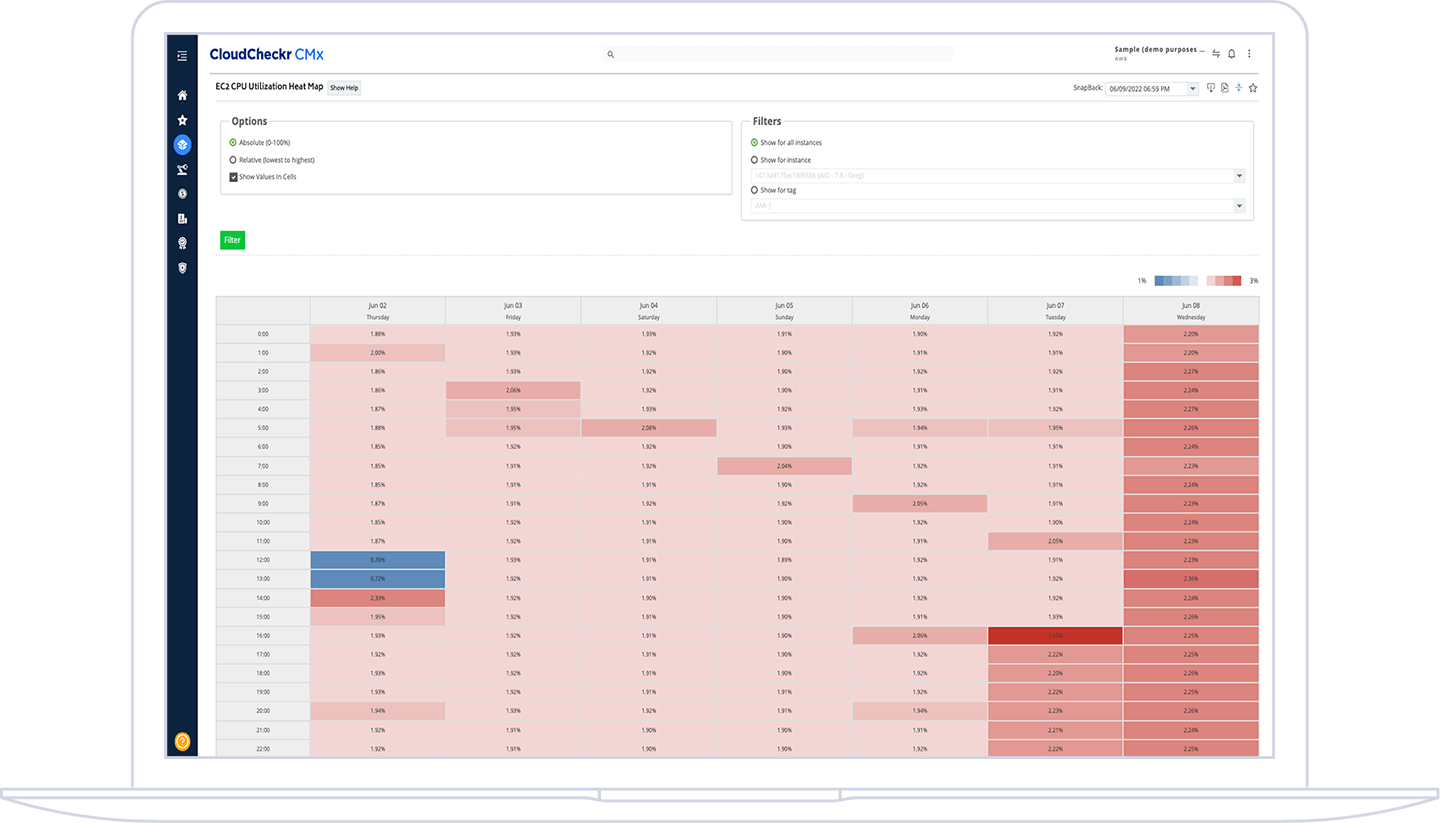 CloudCheckr CMx
Sample (demo purposes ...
AWS
EC2 CPU Utilization Heat Map Show Help
SnapBack: 06/09/2022 06:59 PM
Options
Absolute (0-100%)
Relative (lowest to highest)
Show Values In Cells
Filters
Show for all instances
Show for instance
Show for tag
AML |
Filter
1% 3%
Jun 02 Jun 03 Jun 04 Jun 05 Jun 06 Jun 07 Jun 08
Thursday Friday Saturday Sunday Monday Tuesday Wednesday
0:00 1.88% 1.93% 1.93% 1.91% 1.90% 1.92% 2.20%
1:00 2.00% 1.93% 1.92% 1.90% 1.91% 1.91% 2.20%
2:00 1.86% 1.93% 1.92% 1.90% 1.92% 1.92% 2.27%
3:00 1.86% 2.06% 1.92% 1.90% 1.91% 1.91% 2.24%
4:00 1.87% 1.95% 1.93% 1.92% 1.93% 1.92% 2.27%
5:00 1.88% 1.95% 2.08% 1.93% 1.94% 1.95% 2.26%
6:00 1.85% 1.92% 1.92% 1.90% 1.91% 1.91% 2.24%
7:00 1.85% 1.91% 1.92% 2.04% 1.92% 1.91% 2.23%
8:00 1.85% 1.91% 1.91% 1.90% 1.92% 1.91% 2.24%
9:00 1.87% 1.91% 1.92% 1.92% 2.05% 1.91% 2.23%
10:00 1.85% 1.92% 1.91% 1.90% 1.92% 1.90% 2.24%
11:00 1.87% 1.92% 1.91% 1.90% 1.91% 2.05% 2.23%
12:00 0.70% 1.93% 1.91% 1.89% 1.92% 1.91% 2.23%
13:00 0.72% 1.92% 1.91% 1.90% 1.92% 1.92% 2.36%
14:00 2.33% 1.92% 1.90% 1.90% 1.92% 1.92% 2.24%
15:00 1.95% 1.92% 1.91% 1.90% 1.91% 1.93% 2.26%
16:00 1.93% 1.92% 1.91% 1.90% 2.06% 2.25%
17:00 1.92% 1.92% 1.91% 1.90% 1.92% 2.22% 2.25%
18:00 1.93% 1.92% 1.91% 1.90% 1.92% 2.20% 2.26%
19:00 1.93% 1.92% 1.91% 1.91% 1.92% 2.22% 2.25%
20:00 1.94% 1.93% 1.92% 1.91% 1.94% 2.23% 2.26%
21:00 1.92% 1.91% 1.90% 1.90% 1.91% 2.21% 2.24%
22:00 1.92% 1.91% 1.90% 1.90% 1.92% 2.22% 2.25%